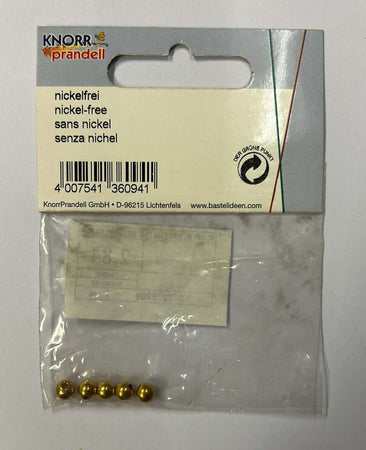 KNORR
prandell
nickelfrei
nickel-free
sans nickel
senza nichel
DER GRÜNE PUNKT
4 007541 360941
KnorrPrandell GmbH • D-96215 Lichtenfels
www.bastelideen.com